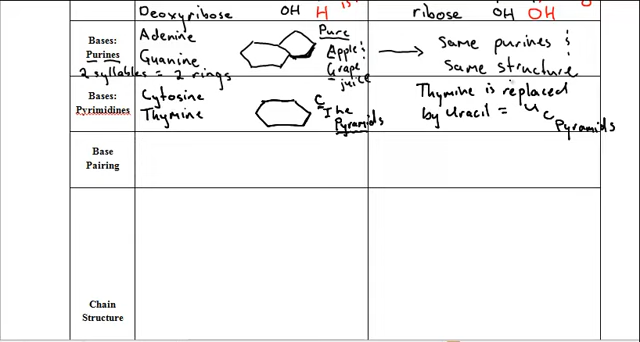 Deoxyribose OH H ribose OH OH
Bases:
Purines
2 syllables = 2 rings
Adenine
Guanine
Pure
Apple &
Grape
juice
same purines &
same structure
Bases:
Pyrimidines
Cytosine
Thymine
C
The
Pyramids
Thymine is replaced
by Uracil = U C
Pyramids
Base
Pairing
Chain
Structure